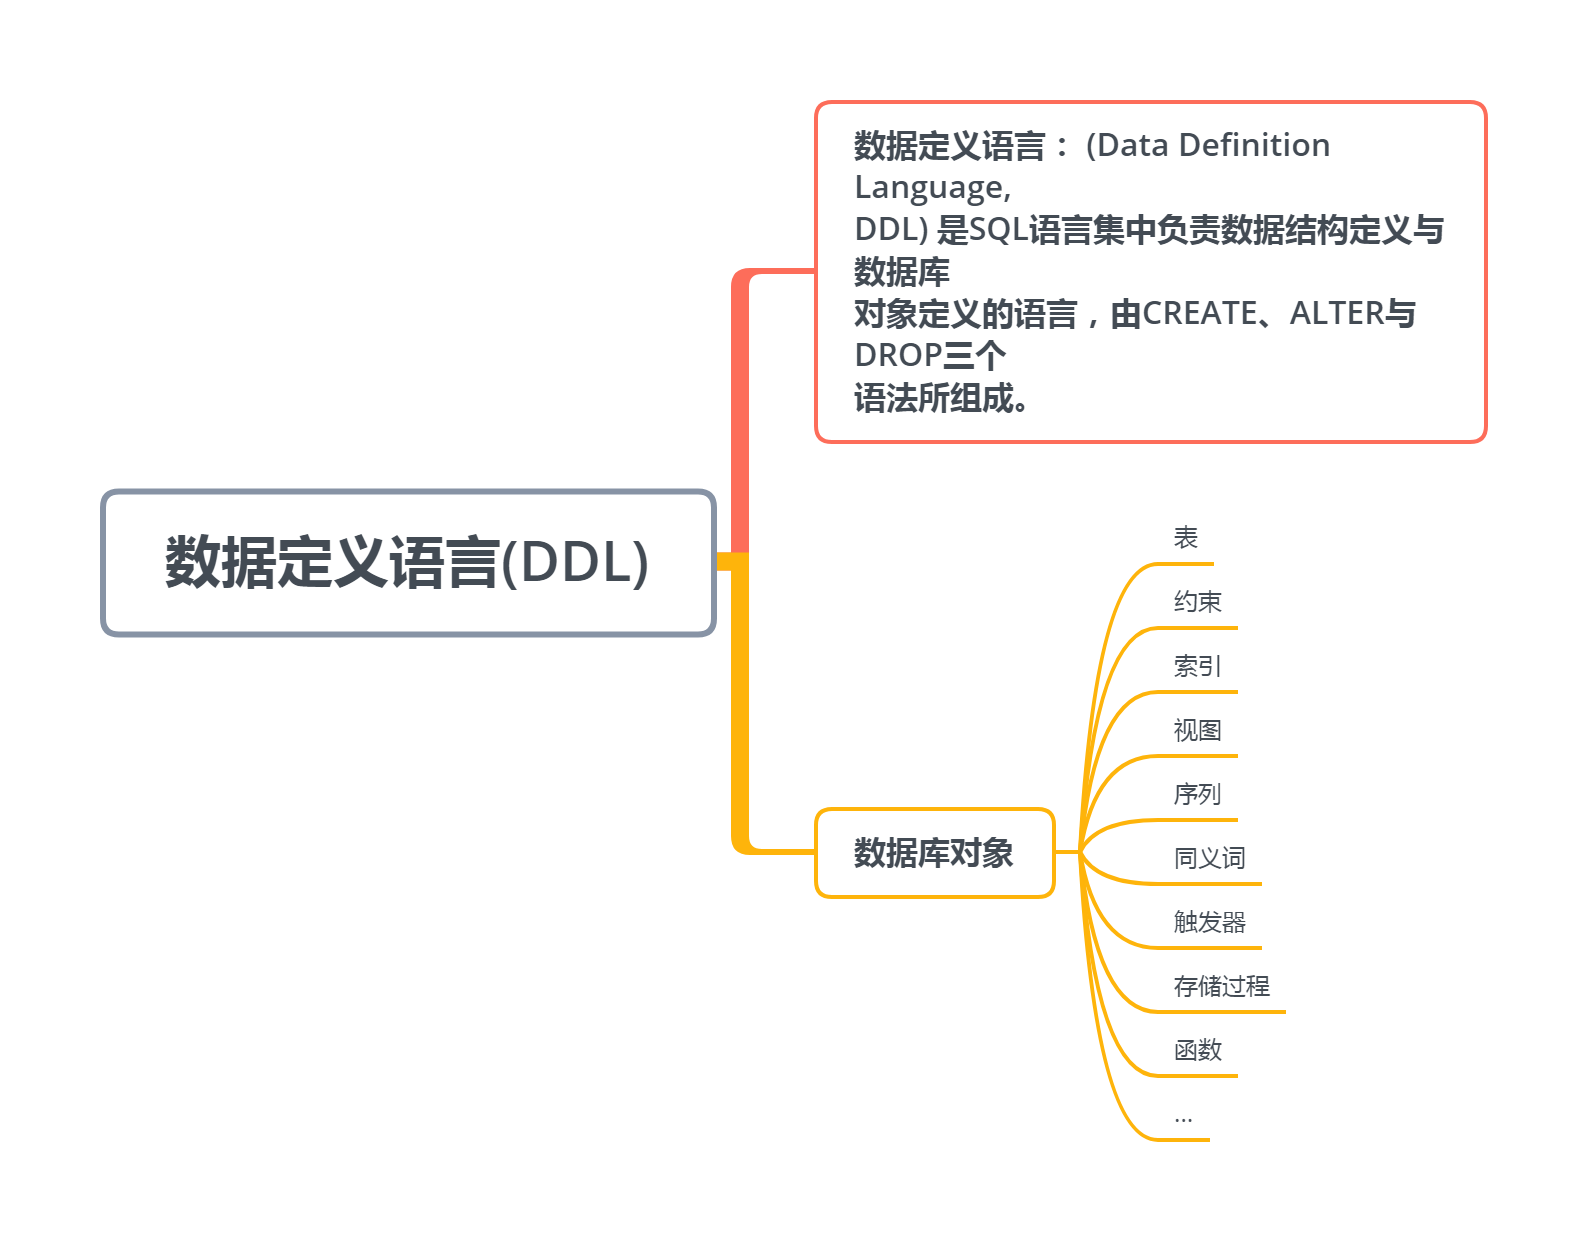 数据定义语言(DDL)
数据定义语言： (Data Definition
Language,
DDL) 是SQL语言集中负责数据结构定义与
数据库
对象定义的语言，由CREATE、ALTER与
DROP三个
语法所组成。
数据库对象
表
约束
索引
视图
序列
同义词
触发器
存储过程
函数
...